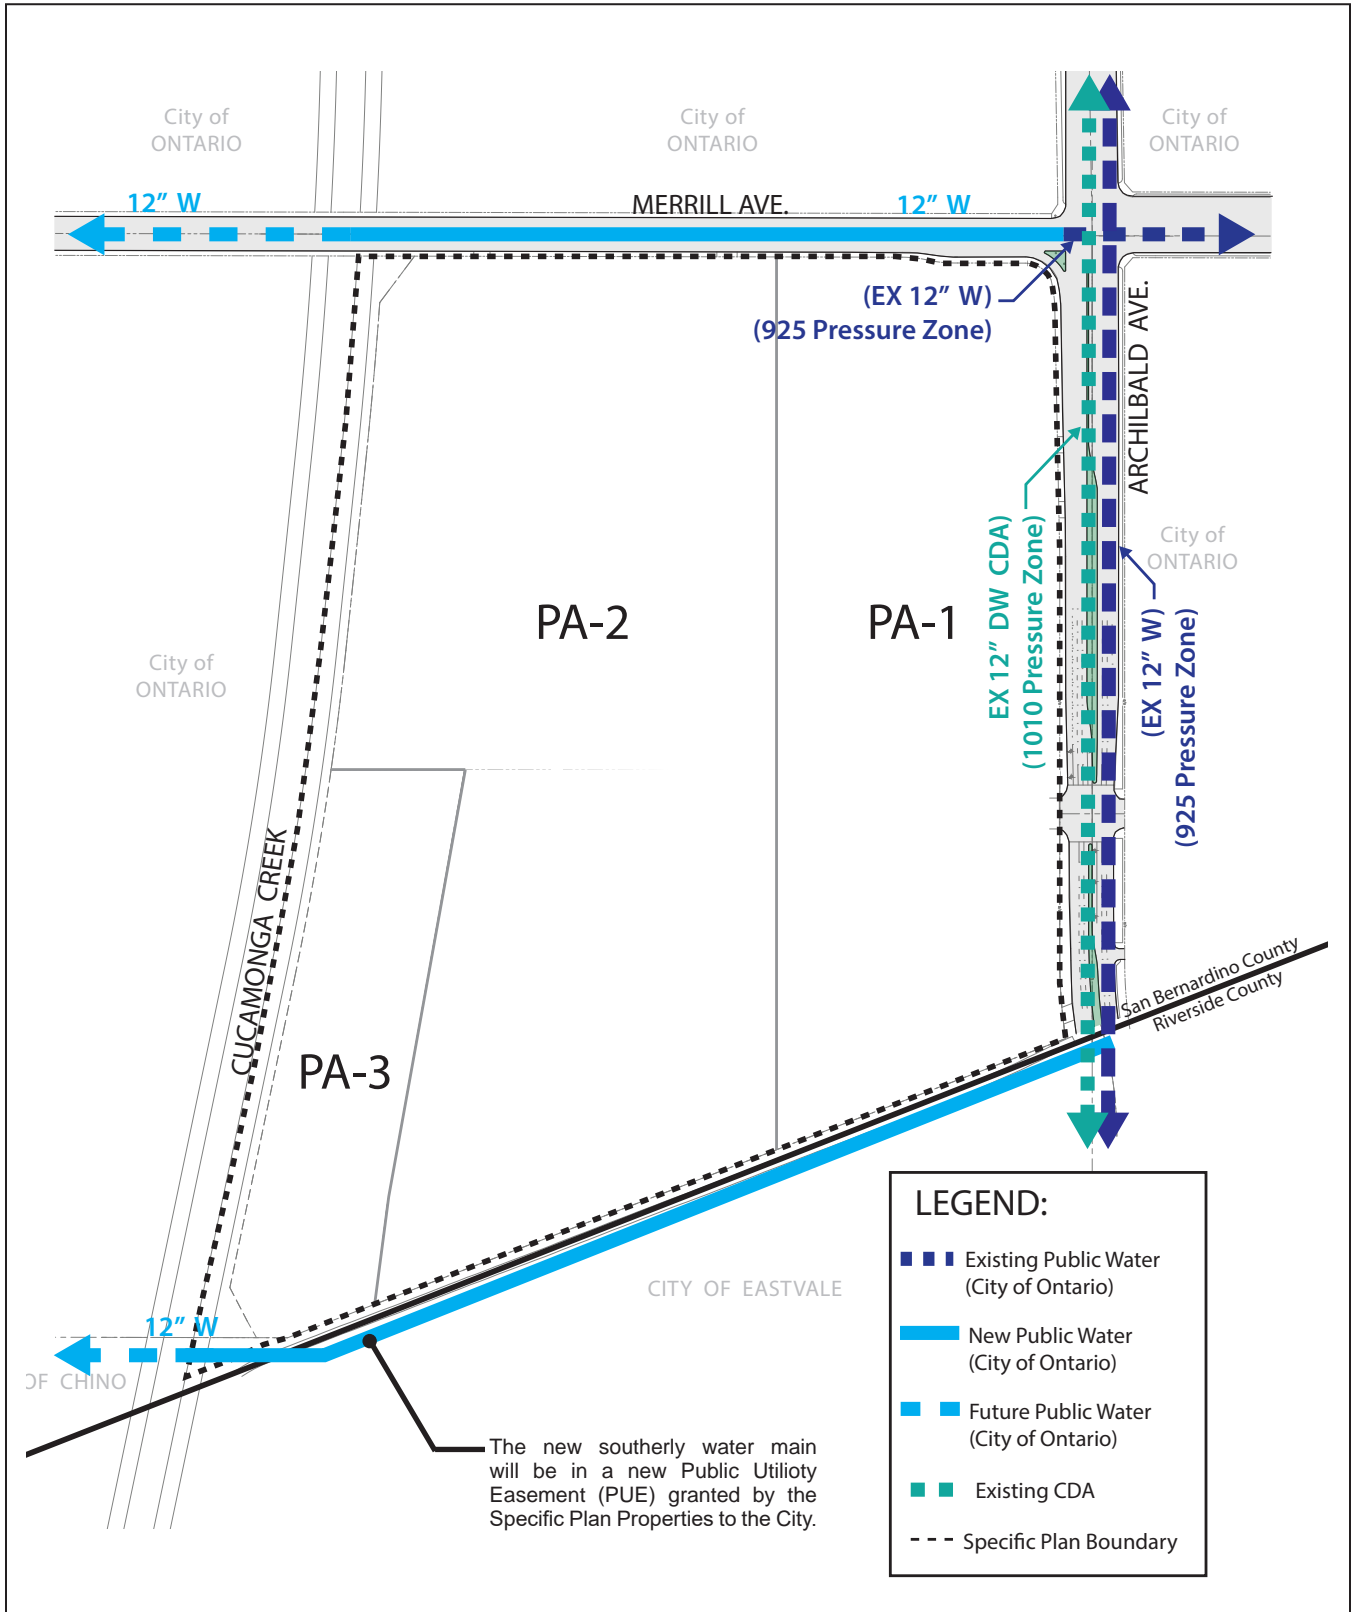 City of
ONTARIO
City of
ONTARIO
City of
ONTARIO
12” W
MERRILL AVE.
12” W
(EX 12” W)
(925 Pressure Zone)
ARCHILBALD AVE.
EX 12” DW CDA)
(1010 Pressure Zone)
City of
ONTARIO
(EX 12” W)
(925 Pressure Zone)
PA-2
PA-1
City of
ONTARIO
CUCAMONGA CREEK
PA-3
San Bernardino County
Riverside County
CITY OF EASTVALE
12” W
OF CHINO
The new southerly water main
will be in a new Public Utilioty
Easement (PUE) granted by the
Specific Plan Properties to the City.
LEGEND:
Existing Public Water
(City of Ontario)
New Public Water
(City of Ontario)
Future Public Water
(City of Ontario)
Existing CDA
Specific Plan Boundary